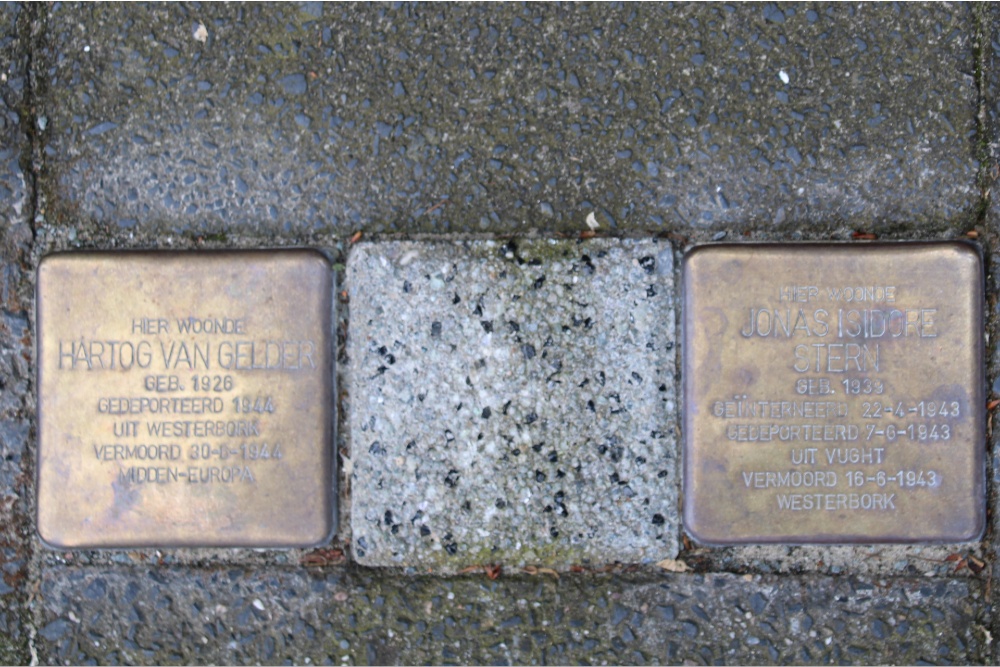 HIER WOONDE
HARTOG VAN GELDER
GEB. 1926
GEDEPORTEERD 1944
UIT WESTERBORK
VERMOORD 30-6-1944
MIDDEN-EUROPA
HIER WOONDE
JONAS ISIDORE
STERN
GEB. 1939
GEÏNTERNEERD 22-4-1943
GEDEPORTEERD 7-6-1943
UIT VUGHT
VERMOORD 16-6-1943
WESTERBORK